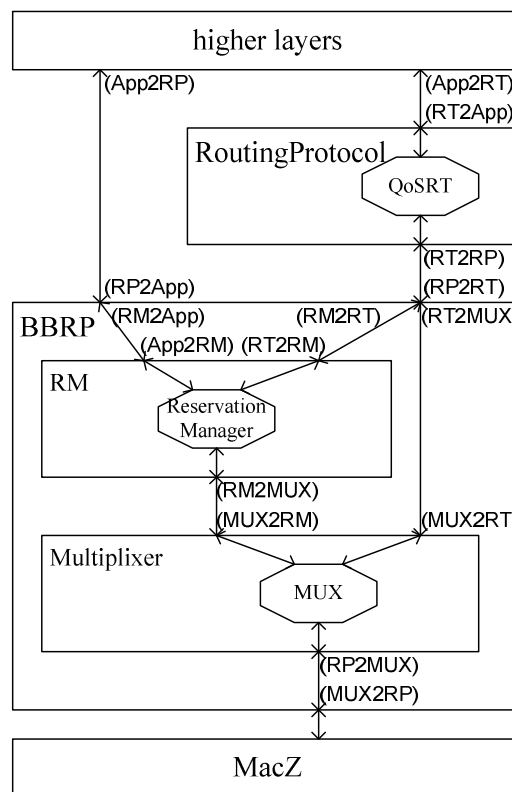 higher layers
(App2RP)
(App2RT)
(RT2App)
RoutingProtocol
QoSRT
(RT2RP)
(RP2App)
(RP2RT)
BBRP
(RM2App)
(RM2RT)
(RT2MUX
(App2RM)
(RT2RM)
RM
Reservation
Manager
(RM2MUX)
(MUX2RM)
(MUX2RT)
Multiplixer
MUX
(RP2MUX)
(MUX2RP)
MacZ